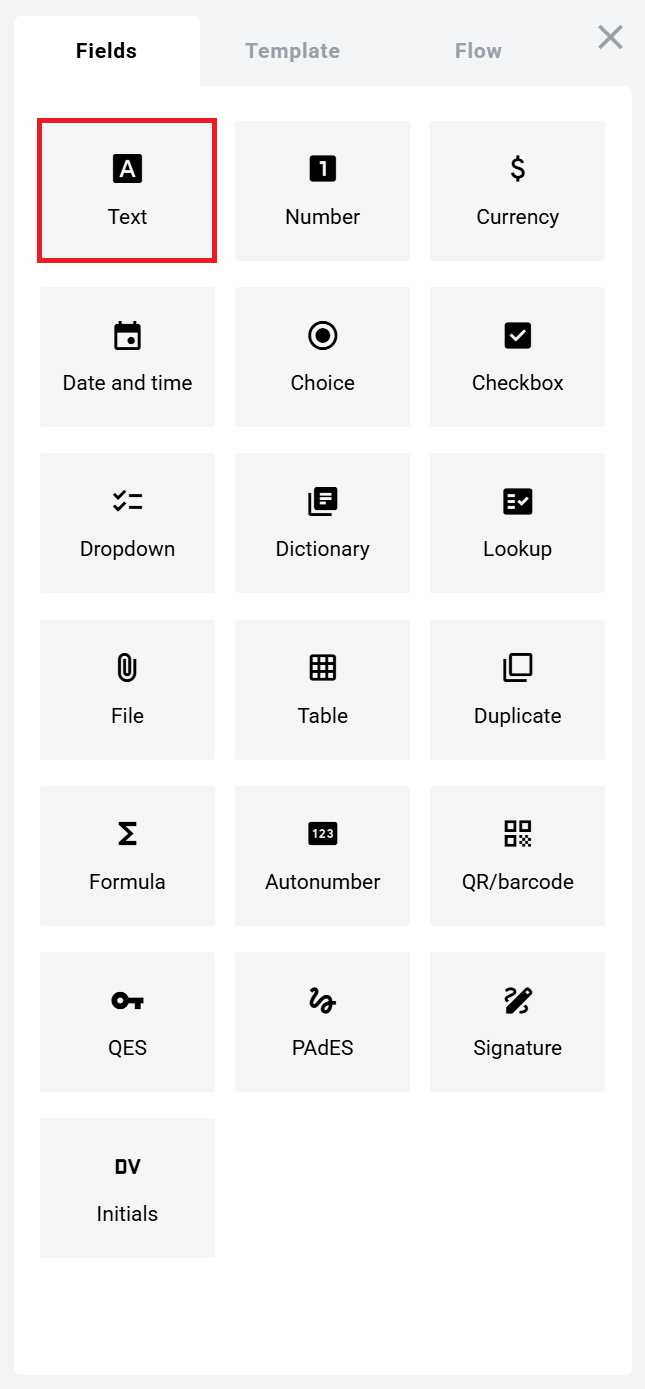 Fields Template Flow
A 1 $
Text Number Currency
Date and time Choice Checkbox
Dropdown Dictionary Lookup
File Table Duplicate
123
Formula Autonumber QR/barcode
QES PAdES Signature
DV
Initials